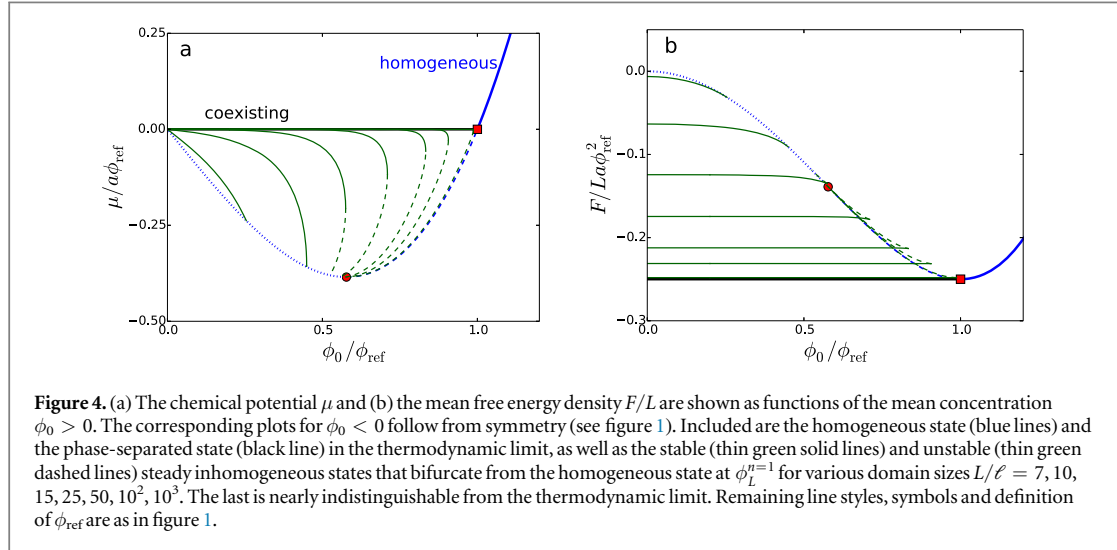 a
homogeneous
coexisting
μ/aϕ_ref
0.25
0.00
−0.25
−0.50
0.0
0.5
1.0
ϕ₀/ϕ_ref
b
F/Laϕ²_ref
0.0
−0.1
−0.2
−0.3
0.0
0.5
1.0
ϕ₀/ϕ_ref
Figure 4. (a) The chemical potential μ and (b) the mean free energy density F/L are shown as functions of the mean concentration
ϕ₀ > 0. The corresponding plots for ϕ₀ < 0 follow from symmetry (see figure 1). Included are the homogeneous state (blue lines) and
the phase-separated state (black line) in the thermodynamic limit, as well as the stable (thin green solid lines) and unstable (thin green
dashed lines) steady inhomogeneous states that bifurcate from the homogeneous state at ϕ_L^{n=1} for various domain sizes L/ℓ = 7, 10,
15, 25, 50, 10², 10³. The last is nearly indistinguishable from the thermodynamic limit. Remaining line styles, symbols and definition
of ϕ_ref are as in figure 1.